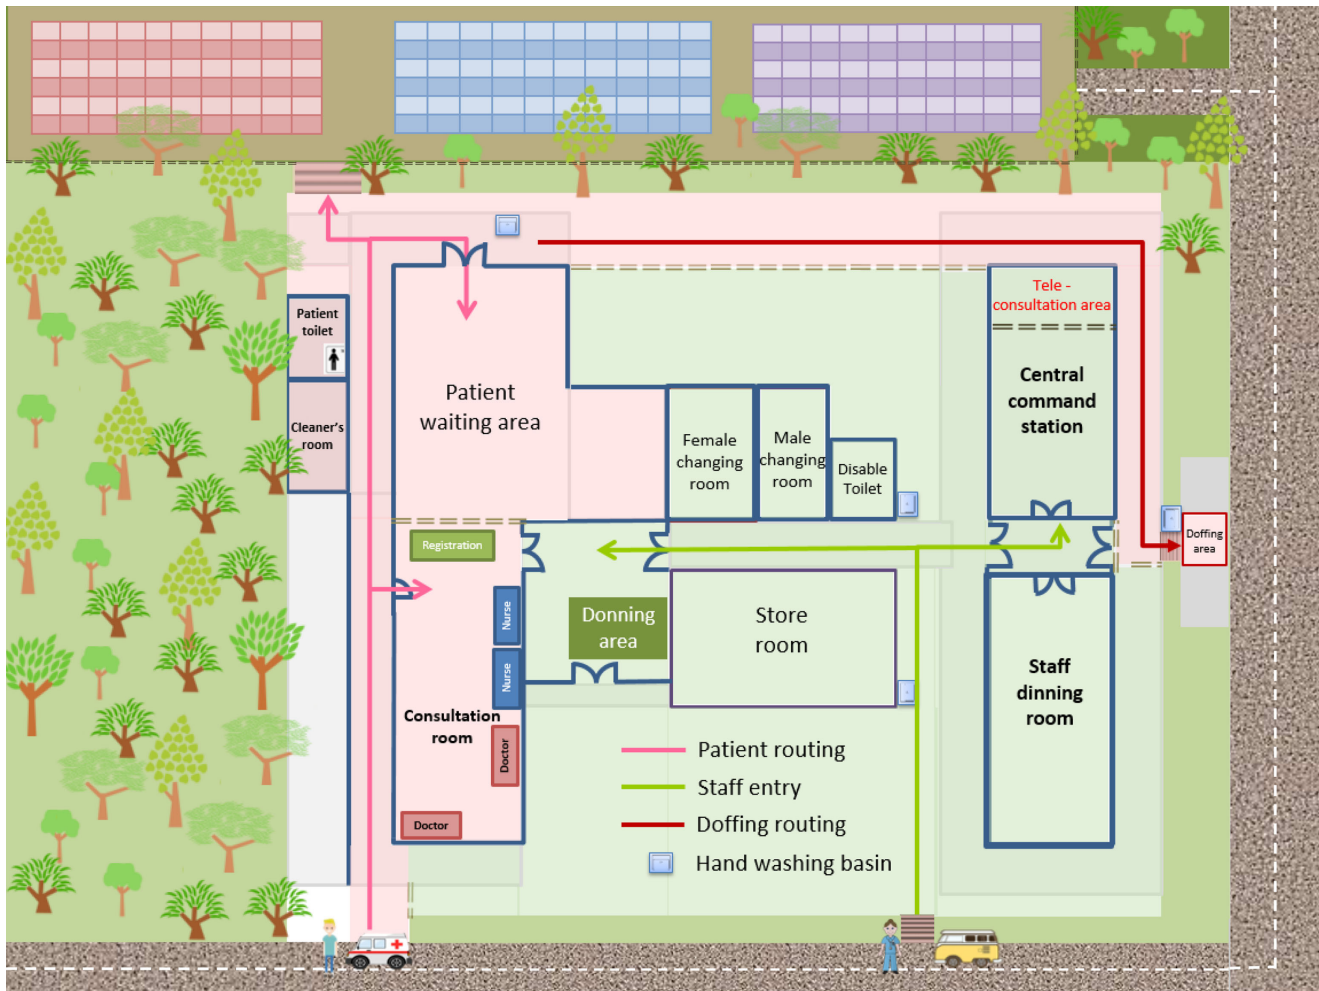 Tele -
consultation area
Patient
toilet
Central
command
station
Patient
waiting area
Cleaner's
room
Female
changing
room
Male
changing
room
Disable
Toilet
Registration
Doffing
area
Nurse
Donning
area
Store
room
Nurse
Staff
dinning
room
Consultation
room
Doctor
Doctor
Patient routing
Staff entry
Doffing routing
Hand washing basin